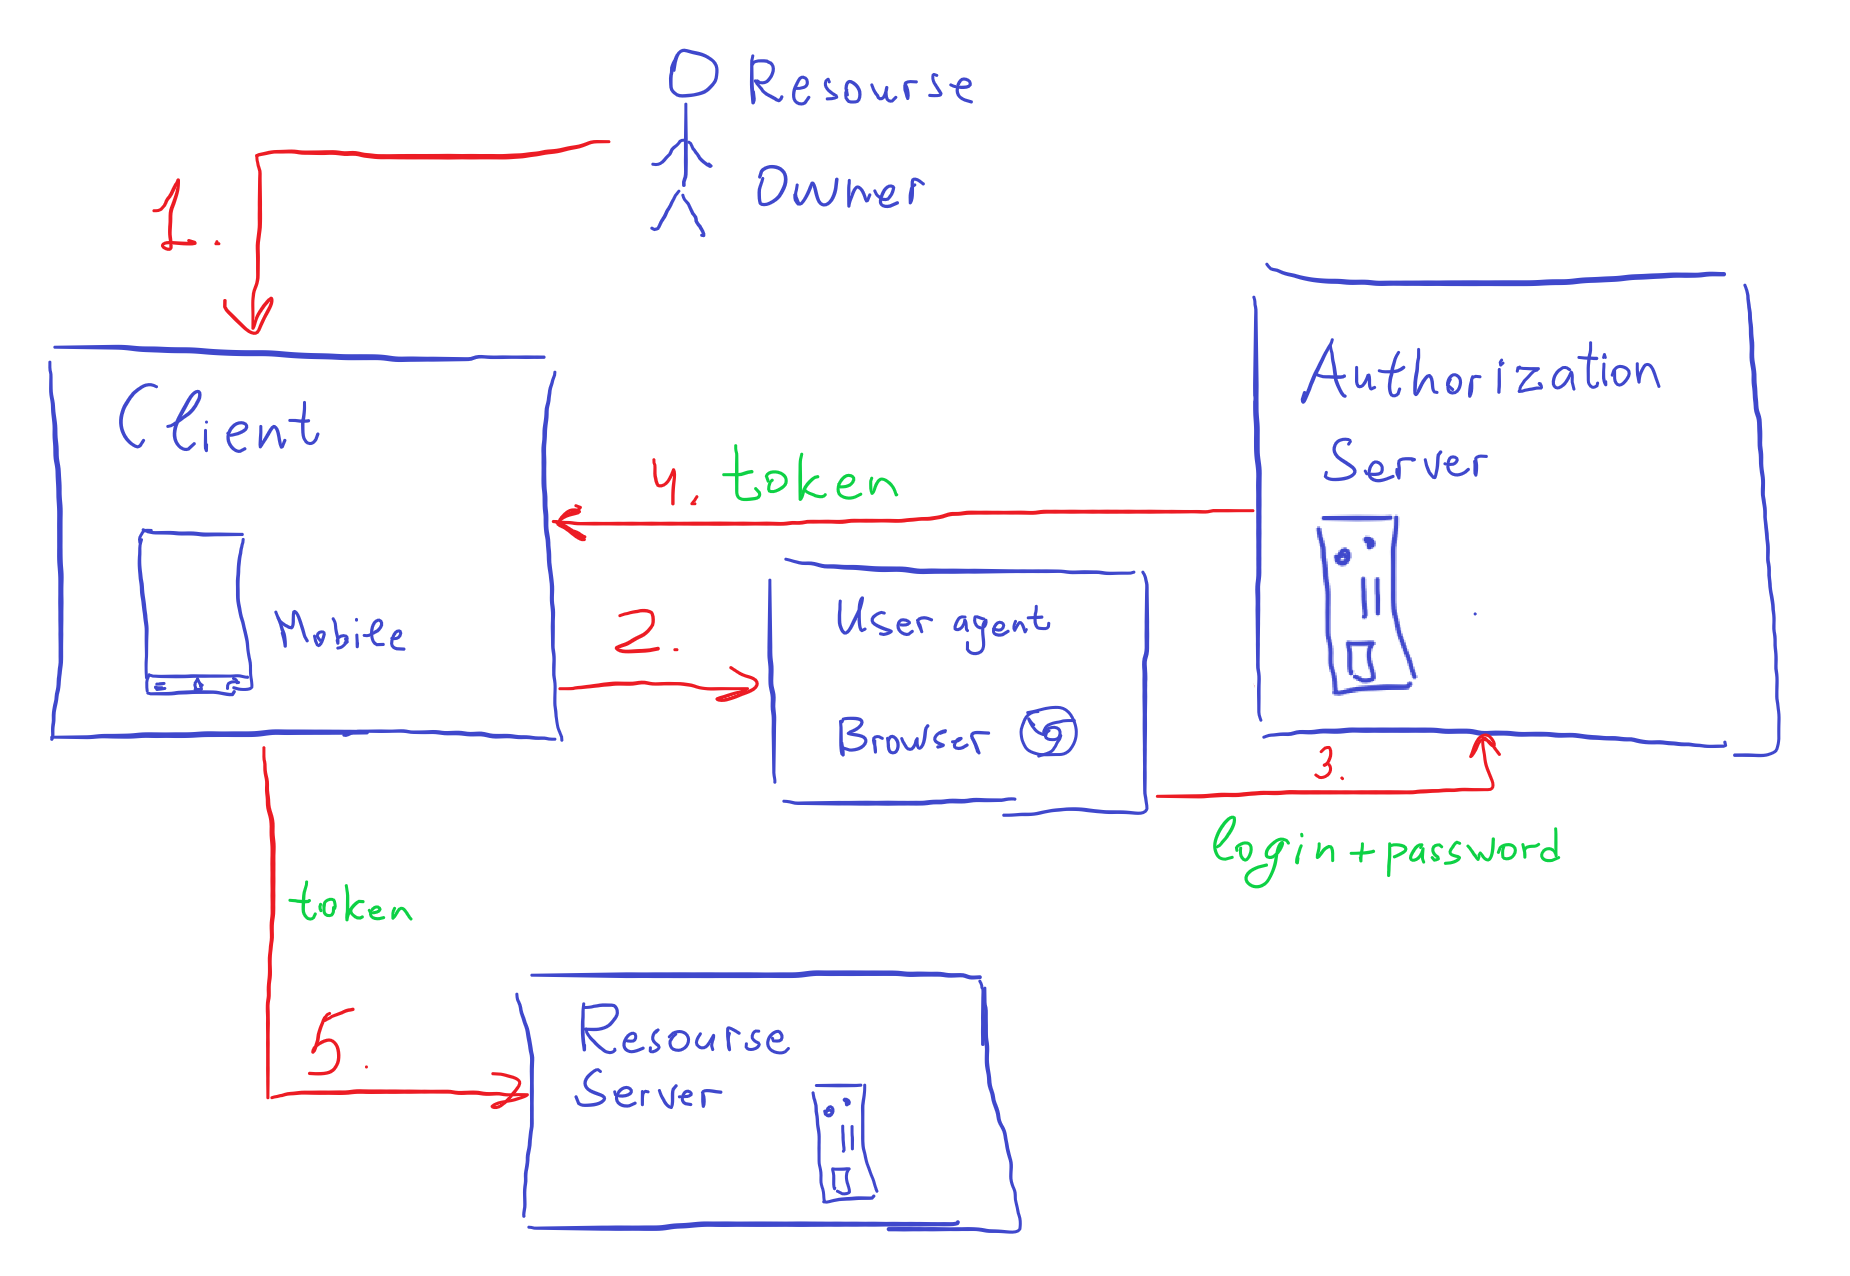 Resourse
Owner
1.
Client
Mobile
Authorization
Server
4. token
2.
User agent
Browser
3.
login + password
token
5.
Resourse
Server